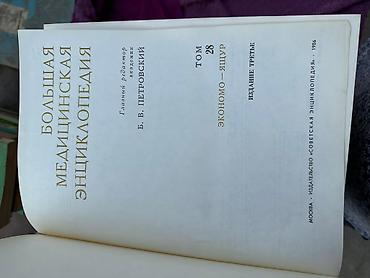 БОЛЬШАЯ
МЕДИЦИНСКАЯ
ЭНЦИКЛОПЕДИЯ
Главный редактор
академик
Б. В. ПЕТРОВСКИЙ
ТОМ
28
ЭКОНОМО—ЯЩУР
ИЗДАНИЕ ТРЕТЬЕ
МОСКВА · ИЗДАТЕЛЬСТВО «СОВЕТСКАЯ ЭНЦИКЛОПЕДИЯ» · 1986